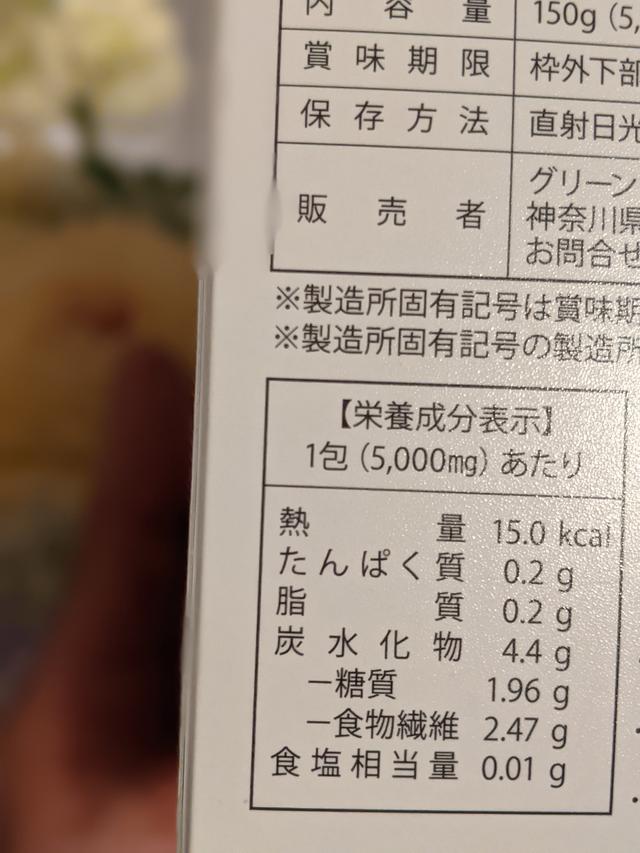 内容量 150g (5,
賞味期限 枠外下部
保存方法 直射日光
販売者 グリーン
神奈川県
お問合せ
※製造所固有記号は賞味期
※製造所固有記号の製造所
【栄養成分表示】
1包 (5,000mg) あたり
熱量 15.0 kcal
たんぱく質 0.2 g
脂質 0.2 g
炭水化物 4.4 g
－糖質 1.96 g
－食物繊維 2.47 g
食塩相当量 0.01 g